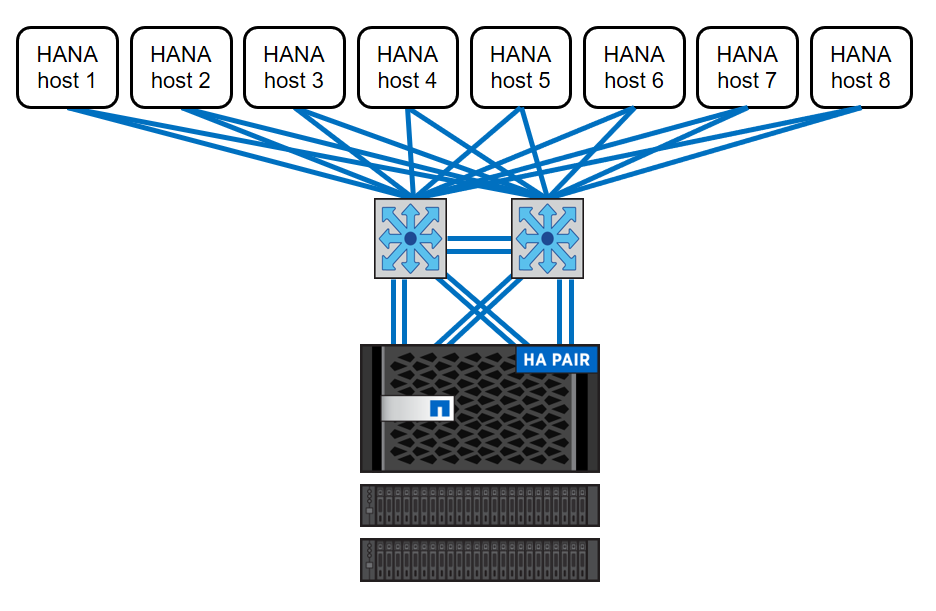 HANA
host 1
HANA
host 2
HANA
host 3
HANA
host 4
HANA
host 5
HANA
host 6
HANA
host 7
HANA
host 8
HA PAIR